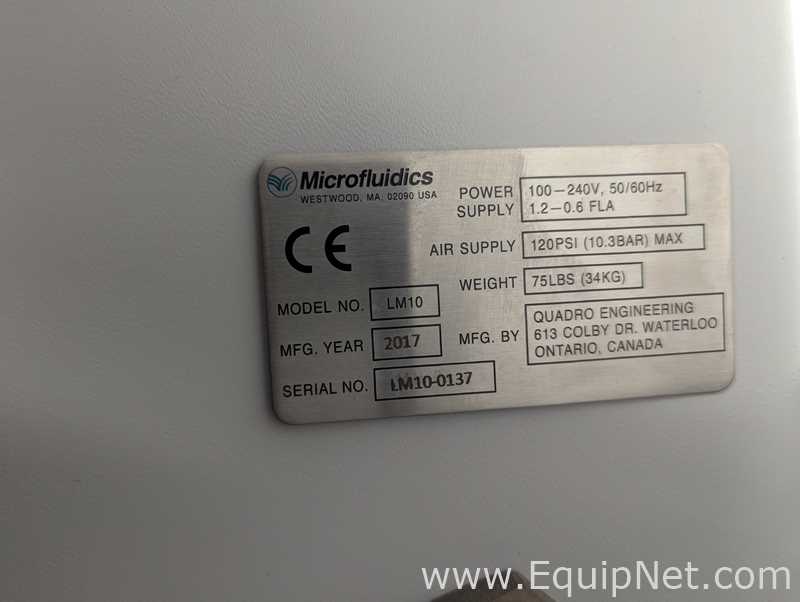 Microfluidics
WESTWOOD, MA, 02090 USA
CE
MODEL NO. LM10
MFG. YEAR 2017
SERIAL NO. LM10-0137
POWER SUPPLY 100–240V, 50/60Hz
1.2–0.6 FLA
AIR SUPPLY 120PSI (10.3BAR) MAX
WEIGHT 75LBS (34KG)
MFG. BY QUADRO ENGINEERING
613 COLBY DR. WATERLOO
ONTARIO, CANADA
www.EquipNet.com